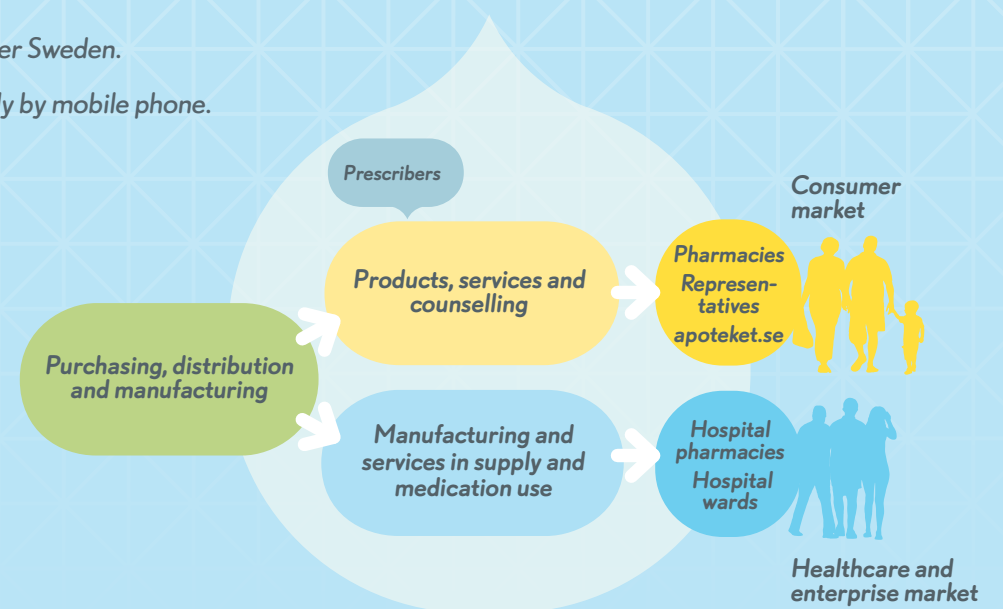 er Sweden.
ly by mobile phone.
Prescribers
Consumer
market
Products, services and
counselling
Pharmacies
Represen-
tatives
apoteket.se
Purchasing, distribution
and manufacturing
Manufacturing and
services in supply and
medication use
Hospital
pharmacies
Hospital
wards
Healthcare and
enterprise market